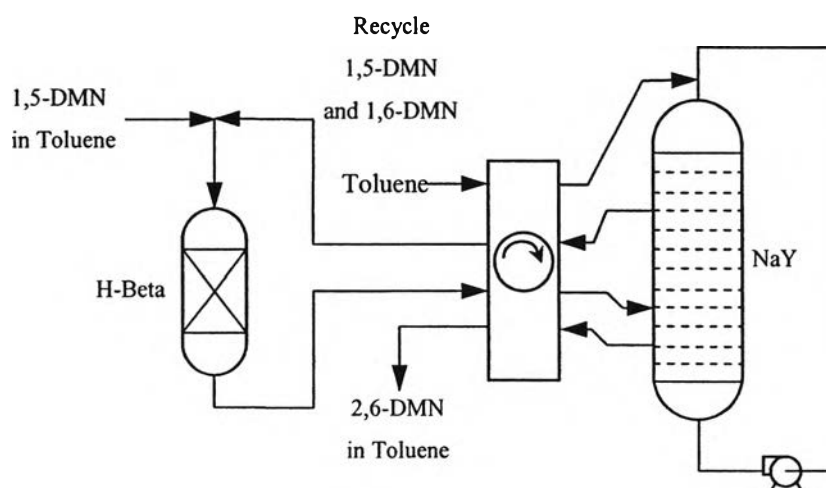 Recycle
1,5-DMN
and 1,6-DMN
1,5-DMN
in Toluene
Toluene
H-Beta
NaY
2,6-DMN
in Toluene